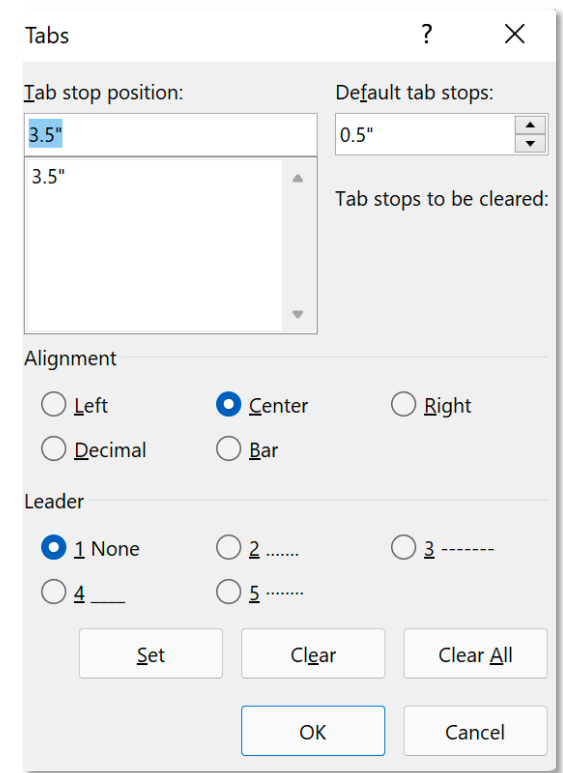 Tabs ? X
Tab stop position: Default tab stops:
3.5" 0.5"
3.5"
Tab stops to be cleared:
Alignment
Left Center Right
Decimal Bar
Leader
1 None 2 ....... 3 -------
4 ____ 5 ········
Set Clear Clear All
OK Cancel